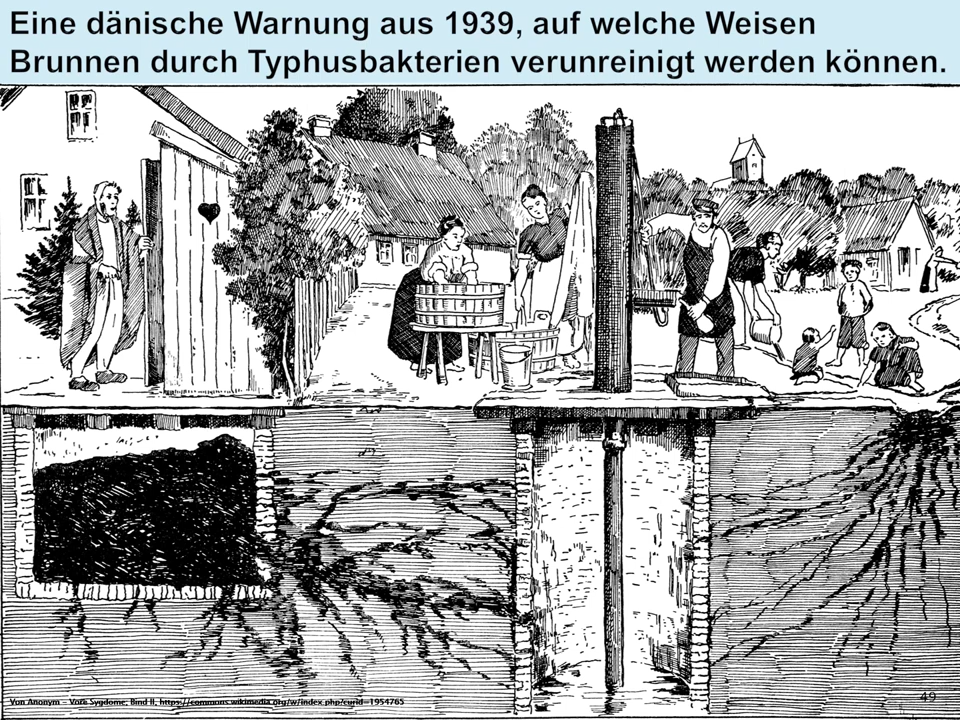 Eine dänische Warnung aus 1939, auf welche Weisen
Brunnen durch Typhusbakterien verunreinigt werden können.
Von Anonym – Vore Sygdome, Bind II, https://commons.wikimedia.org/w/index.php?curid=1954765
49